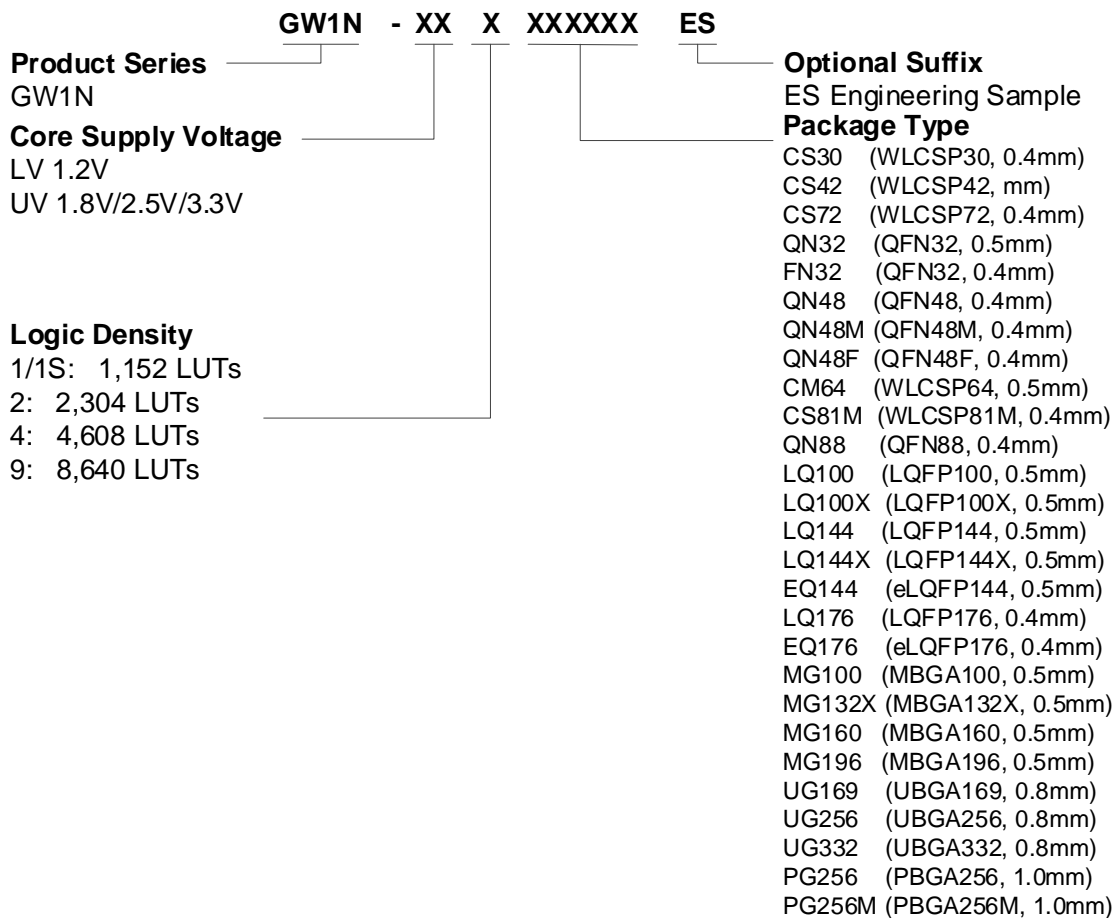 GW1N - XX X XXXXXX ES
Product Series
GW1N
Core Supply Voltage
LV 1.2V
UV 1.8V/2.5V/3.3V
Logic Density
1/1S: 1,152 LUTs
2: 2,304 LUTs
4: 4,608 LUTs
9: 8,640 LUTs
Optional Suffix
ES Engineering Sample
Package Type
CS30 (WLCSP30, 0.4mm)
CS42 (WLCSP42, mm)
CS72 (WLCSP72, 0.4mm)
QN32 (QFN32, 0.5mm)
FN32 (QFN32, 0.4mm)
QN48 (QFN48, 0.4mm)
QN48M (QFN48M, 0.4mm)
QN48F (QFN48F, 0.4mm)
CM64 (WLCSP64, 0.5mm)
CS81M (WLCSP81M, 0.4mm)
QN88 (QFN88, 0.4mm)
LQ100 (LQFP100, 0.5mm)
LQ100X (LQFP100X, 0.5mm)
LQ144 (LQFP144, 0.5mm)
LQ144X (LQFP144X, 0.5mm)
EQ144 (eLQFP144, 0.5mm)
LQ176 (LQFP176, 0.4mm)
EQ176 (eLQFP176, 0.4mm)
MG100 (MBGA100, 0.5mm)
MG132X (MBGA132X, 0.5mm)
MG160 (MBGA160, 0.5mm)
MG196 (MBGA196, 0.5mm)
UG169 (UBGA169, 0.8mm)
UG256 (UBGA256, 0.8mm)
UG332 (UBGA332, 0.8mm)
PG256 (PBGA256, 1.0mm)
PG256M (PBGA256M, 1.0mm)